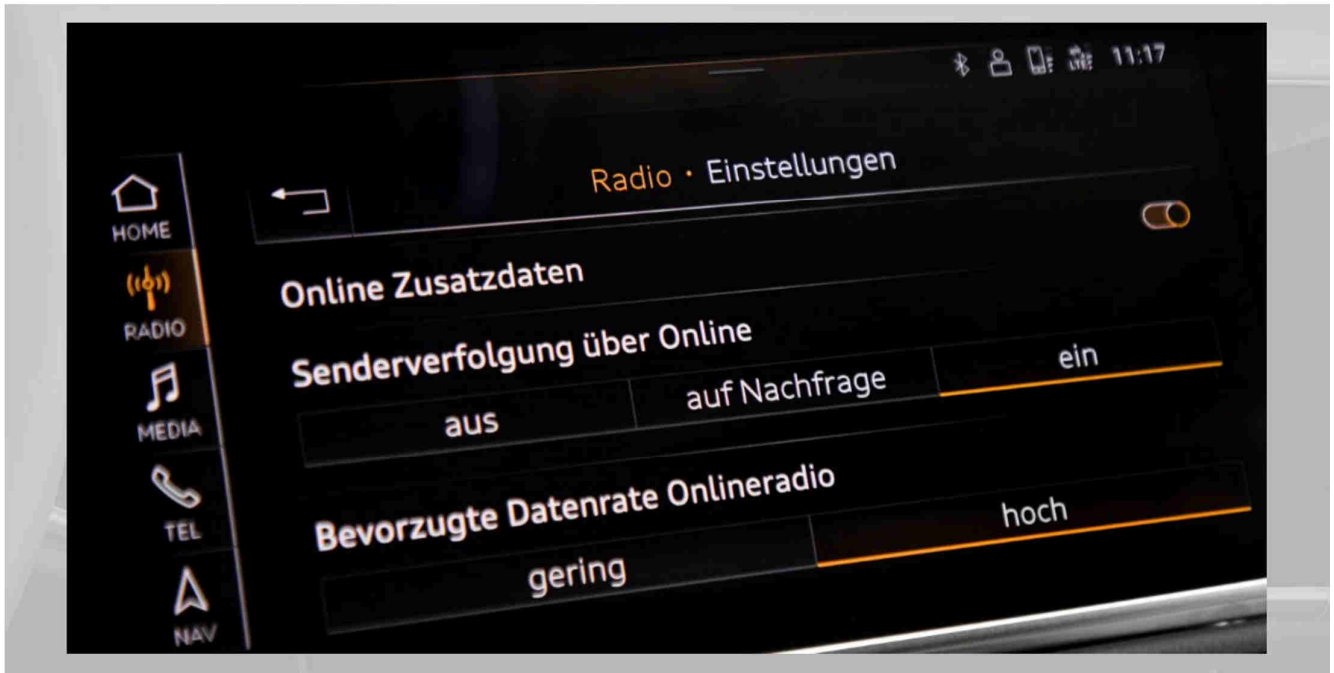 11:17
Radio · Einstellungen
HOME
Online Zusatzdaten
RADIO
Senderverfolgung über Online
aus
auf Nachfrage
ein
MEDIA
Bevorzugte Datenrate Onlineradio
TEL
gering
hoch
NAV